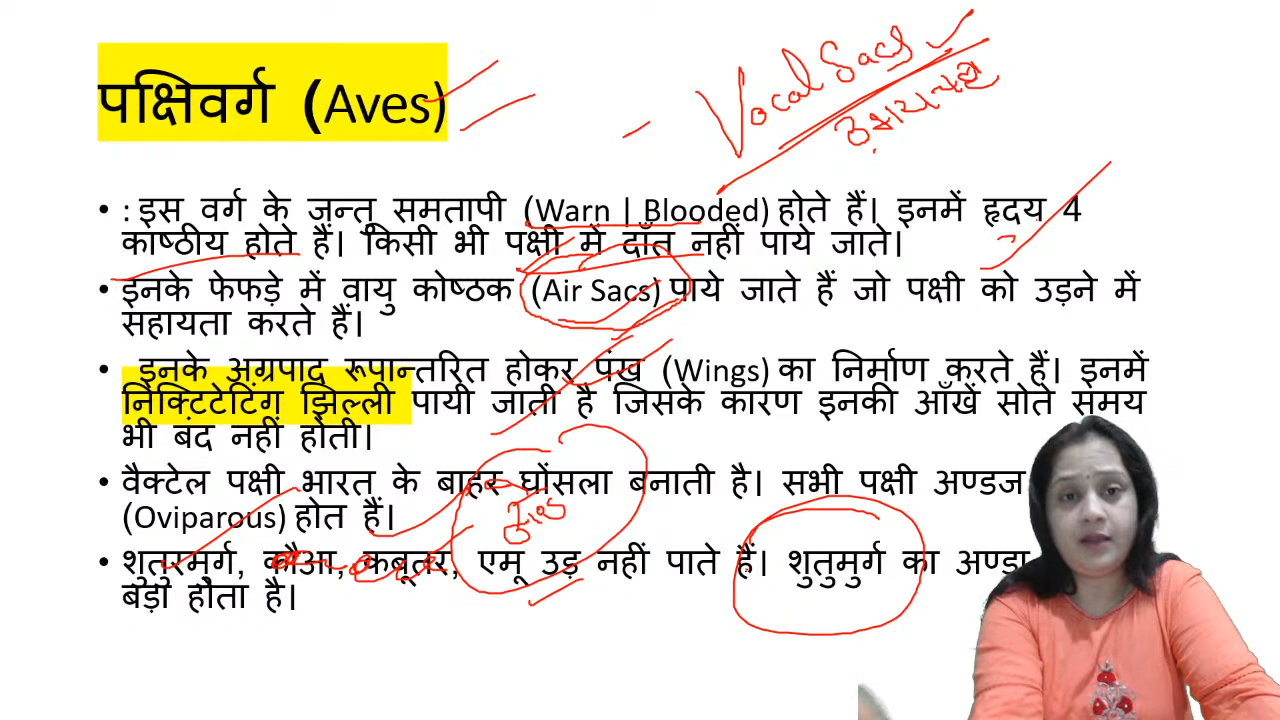 पक्षिवर्ग (Aves)
Vocal Sacs
• : इस वर्ग के जन्तु समतापी (Warn | Blooded) होते हैं। इनमें हृदय 4
काष्ठीय होते हैं। किसी भी पक्षी में दाँत नहीं पाये जाते।
• इनके फेफड़े में वायु कोष्ठक (Air Sacs) पाये जाते हैं जो पक्षी को उड़ने में
सहायता करते हैं।
• इनके अग्रपाद रूपान्तरित होकर पंख (Wings) का निर्माण करते हैं। इनमें
निक्टिटेटिंग झिल्ली पायी जाती है जिसके कारण इनकी आँखें सोते समय
भी बंद नहीं होती।
• वैक्टेल पक्षी भारत के बाहर घोंसला बनाती है। सभी पक्षी अण्डज
(Oviparous) होत हैं।
• शुतुरमुर्ग, कौआ, कबूतर, एमू उड़ नहीं पाते हैं। शुतुमुर्ग का अण्डा
बड़ा होता है।